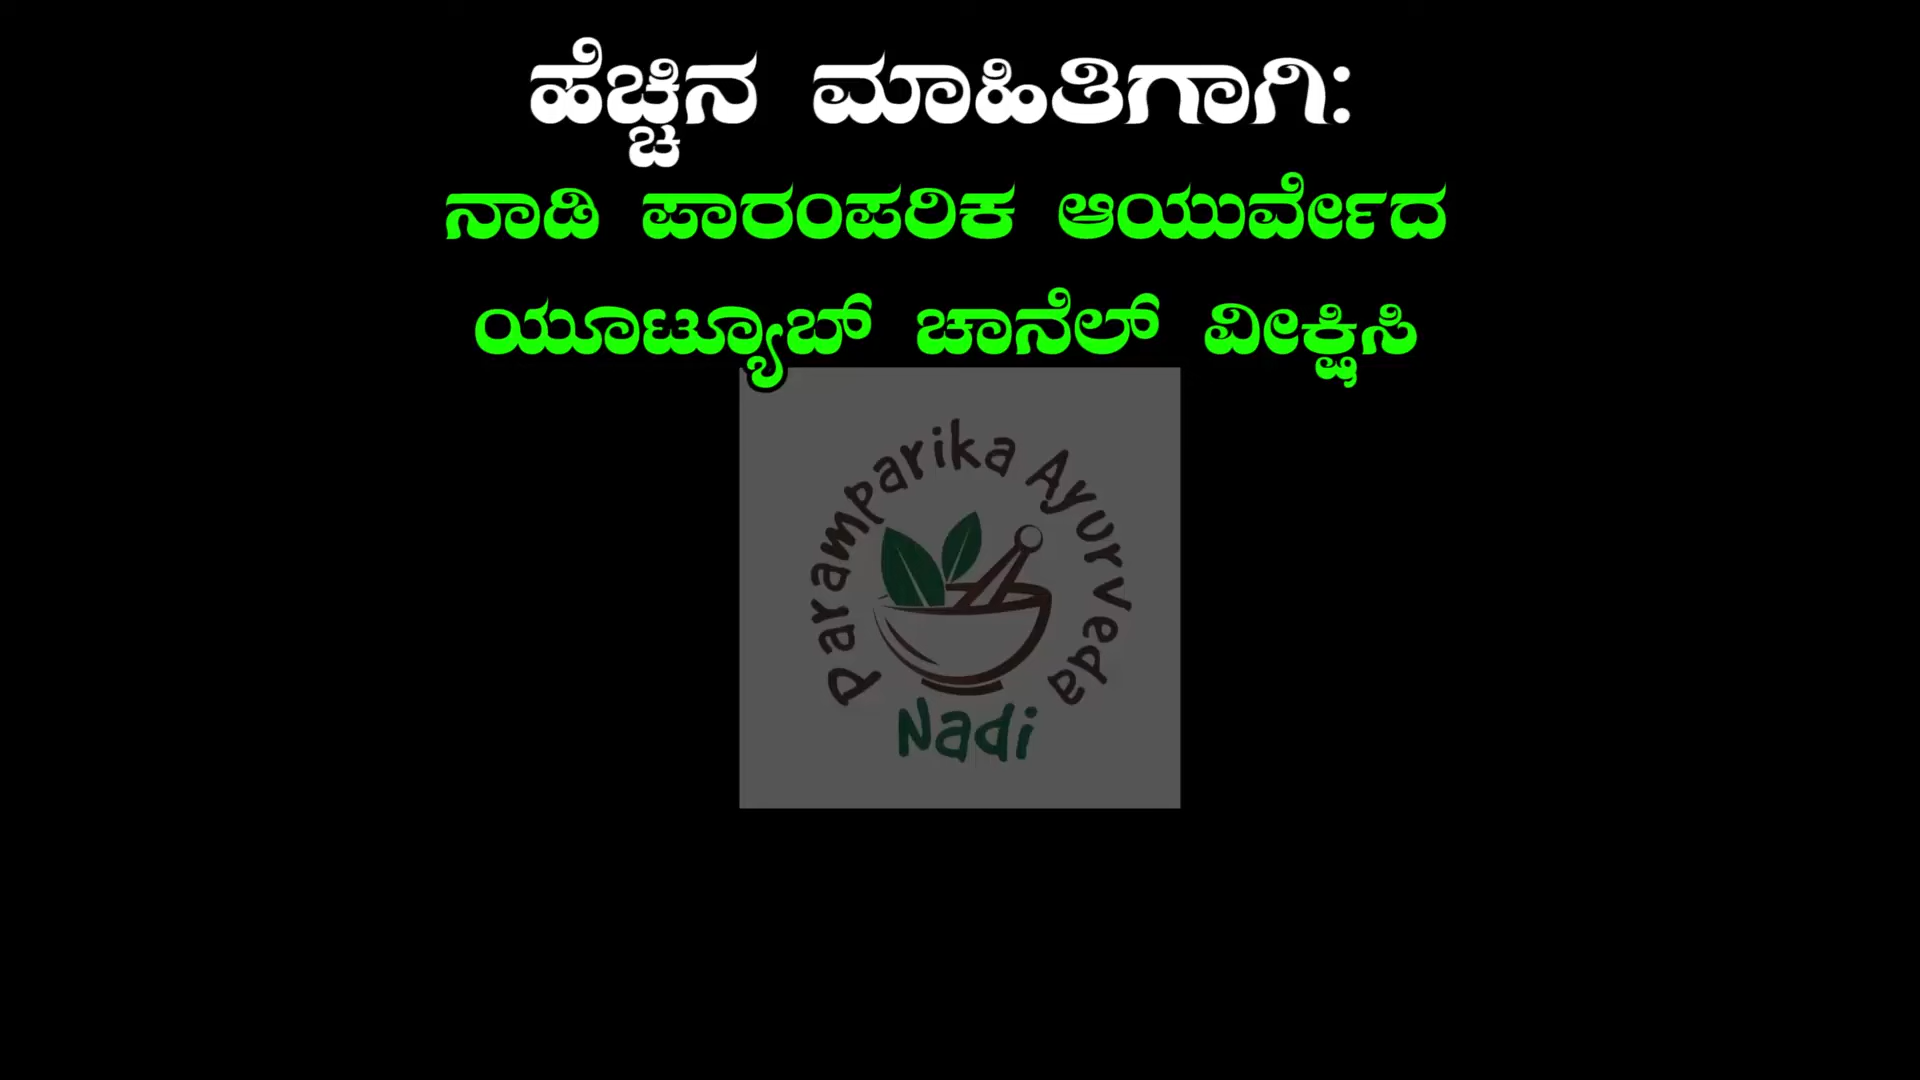 ಹೆಚ್ಚಿನ ಮಾಹಿತಿಗಾಗಿ:
ನಾಡಿ ಪಾರಂಪರಿಕ ಆಯುರ್ವೇದ
ಯೂಟ್ಯೂಬ್ ಚಾನೆಲ್ ವೀಕ್ಷಿಸಿ
Paramparika Ayurveda
Nadi